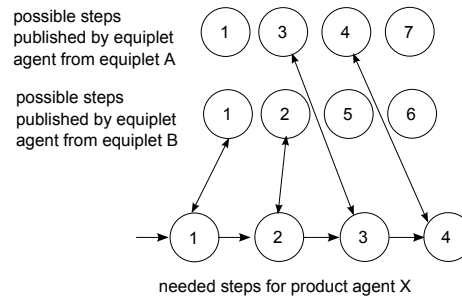 possible steps
published by equiplet
agent from equiplet A
1 3 4 7
possible steps
published by equiplet
agent from equiplet B
1 2 5 6
1 2 3 4
needed steps for product agent X